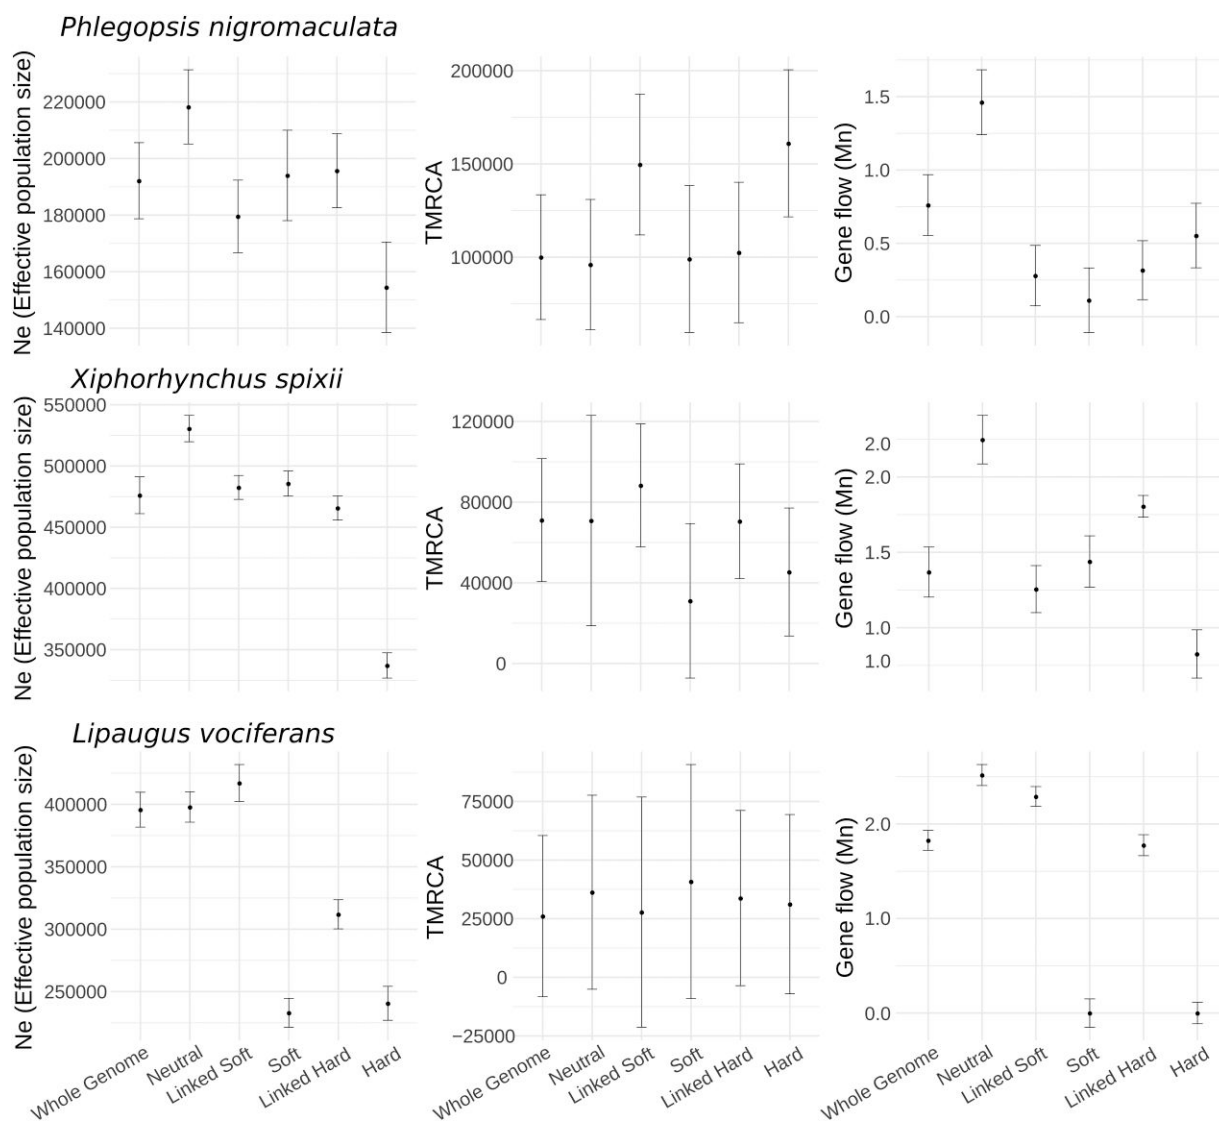 Phlegopsis nigromaculata
Ne (Effective population size)
220000
200000
180000
160000
140000
TMRCA
200000
150000
100000
Gene flow (Mn)
1.5
1.0
0.5
0.0
Xiphorhynchus spixii
Ne (Effective population size)
550000
500000
450000
400000
350000
TMRCA
120000
80000
40000
0
Gene flow (Mn)
2.0
2.0
1.5
1.0
1.0
Lipaugus vociferans
Ne (Effective population size)
400000
350000
300000
250000
TMRCA
75000
50000
25000
0
−25000
Gene flow (Mn)
2.0
1.0
0.0
Whole Genome
Neutral
Linked Soft
Soft
Linked Hard
Hard
Whole Genome
Neutral
Linked Soft
Soft
Linked Hard
Hard
Whole Genome
Neutral
Linked Soft
Soft
Linked Hard
Hard